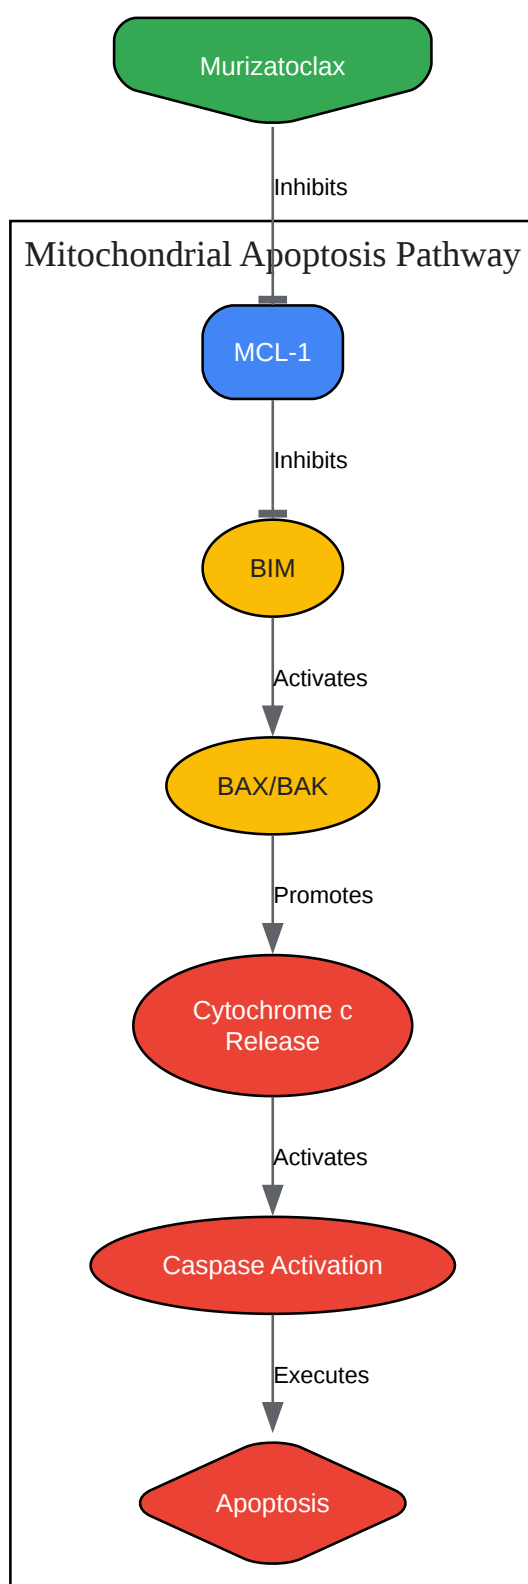 Murizatoclax
Inhibits
Mitochondrial Apoptosis Pathway
MCL-1
Inhibits
BIM
Activates
BAX/BAK
Promotes
Cytochrome c
Release
Activates
Caspase Activation
Executes
Apoptosis